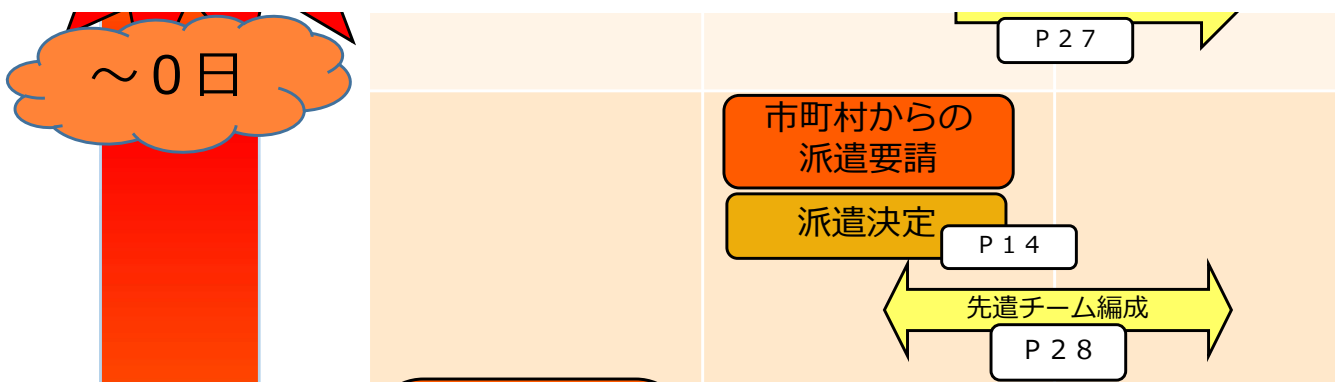 ～０日
Ｐ２７
市町村からの
派遣要請
派遣決定
Ｐ１４
先遣チーム編成
Ｐ２８